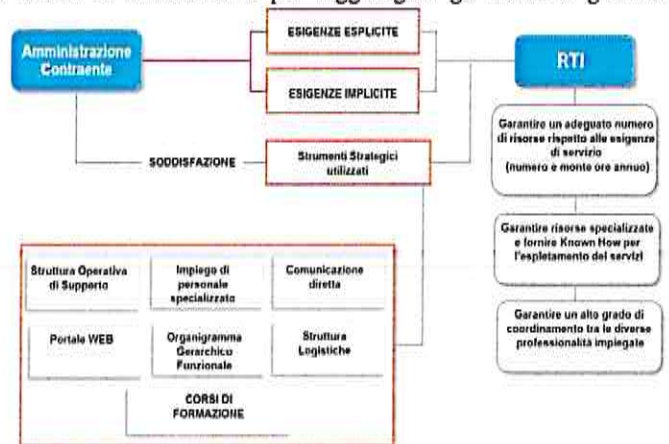 ESIGENZE ESPLICITE
Amministrazione
Contraente
RTI
ESIGENZE IMPLICITE
Garantire un adeguato numero
di risorse rispetto alle esigenze
di servizio
(numero e monte ore annuo)
SODDISFAZIONE
Strumenti Strategici
utilizzati
Garantire risorse specializzate
e fornire Known How per
l'espletamento dei servizi
Garantire un alto grado di
coordinamento tra le diverse
professionalità impiegate
Struttura Operativa
di Supporto
Impiego di
personale
specializzato
Comunicazione
diretta
Portale WEB
Organigramma
Gerarchico
Funzionale
Struttura
Logistiche
CORSI DI
FORMAZIONE